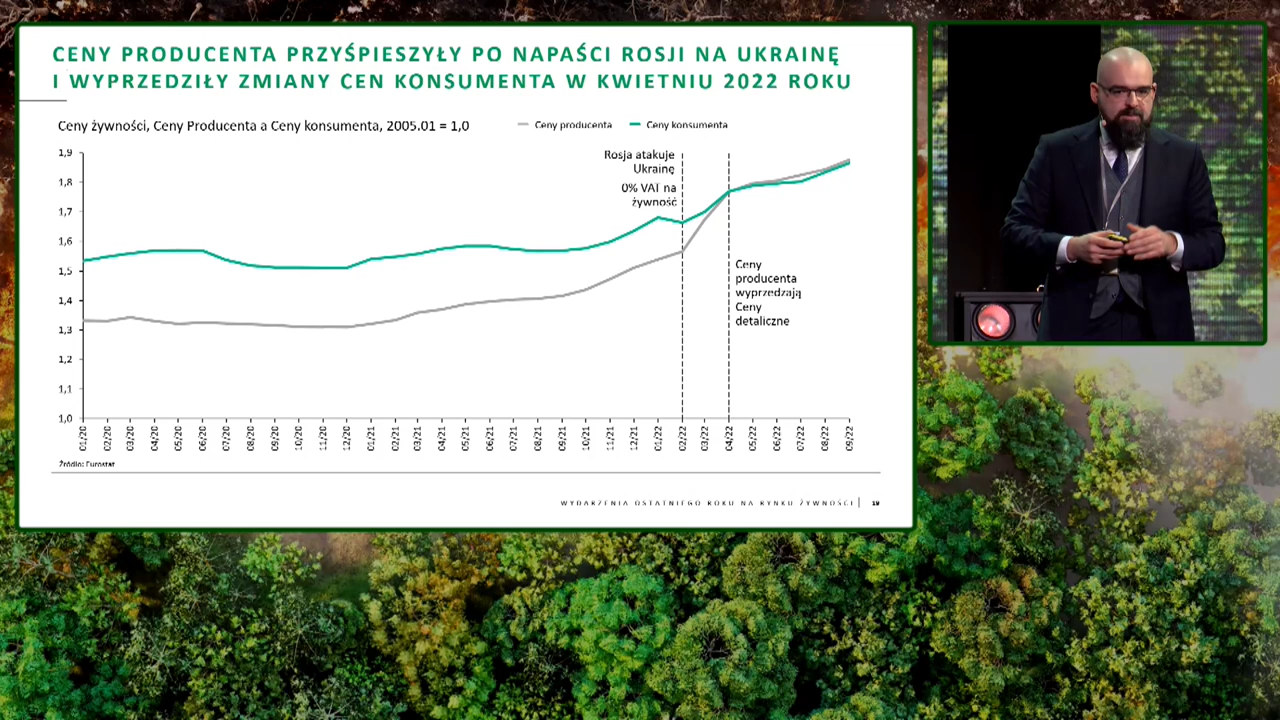 CENY PRODUCENTA PRZYŚPIESZYŁY PO NAPAŚCI ROSJI NA UKRAINĘ
I WYPRZEDZIŁY ZMIANY CEN KONSUMENTA W KWIETNIU 2022 ROKU
Ceny żywności, Ceny Producenta a Ceny konsumenta, 2005.01 = 1,0
Ceny producenta
Ceny konsumenta
1,9
1,8
1,7
1,6
1,5
1,4
1,3
1,2
1,1
1,0
Rosja atakuje
Ukrainę
0% VAT na
żywność
Ceny
producenta
wyprzedzają
Ceny
detaliczne
01/20
02/20
03/20
04/20
05/20
06/20
07/20
08/20
09/20
10/20
11/20
12/20
01/21
02/21
03/21
04/21
05/21
06/21
07/21
08/21
09/21
10/21
11/21
12/21
01/22
02/22
03/22
04/22
05/22
06/22
07/22
08/22
09/22
Źródło: Eurostat
WYDARZENIA OSTATNIEGO ROKU NA RYNKU ŻYWNOŚCI | 19